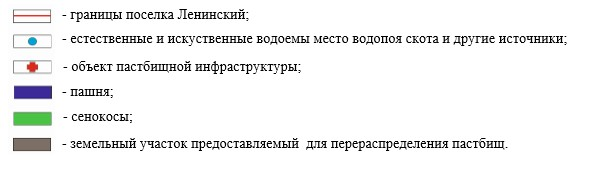 - границы поселка Ленинский;
- естественные и искуственные водоемы место водопоя скота и другие источники;
- объект пастбищной инфраструктуры;
- пашня;
- сенокосы;
- земельный участок предоставляемый для перераспределения пастбищ.